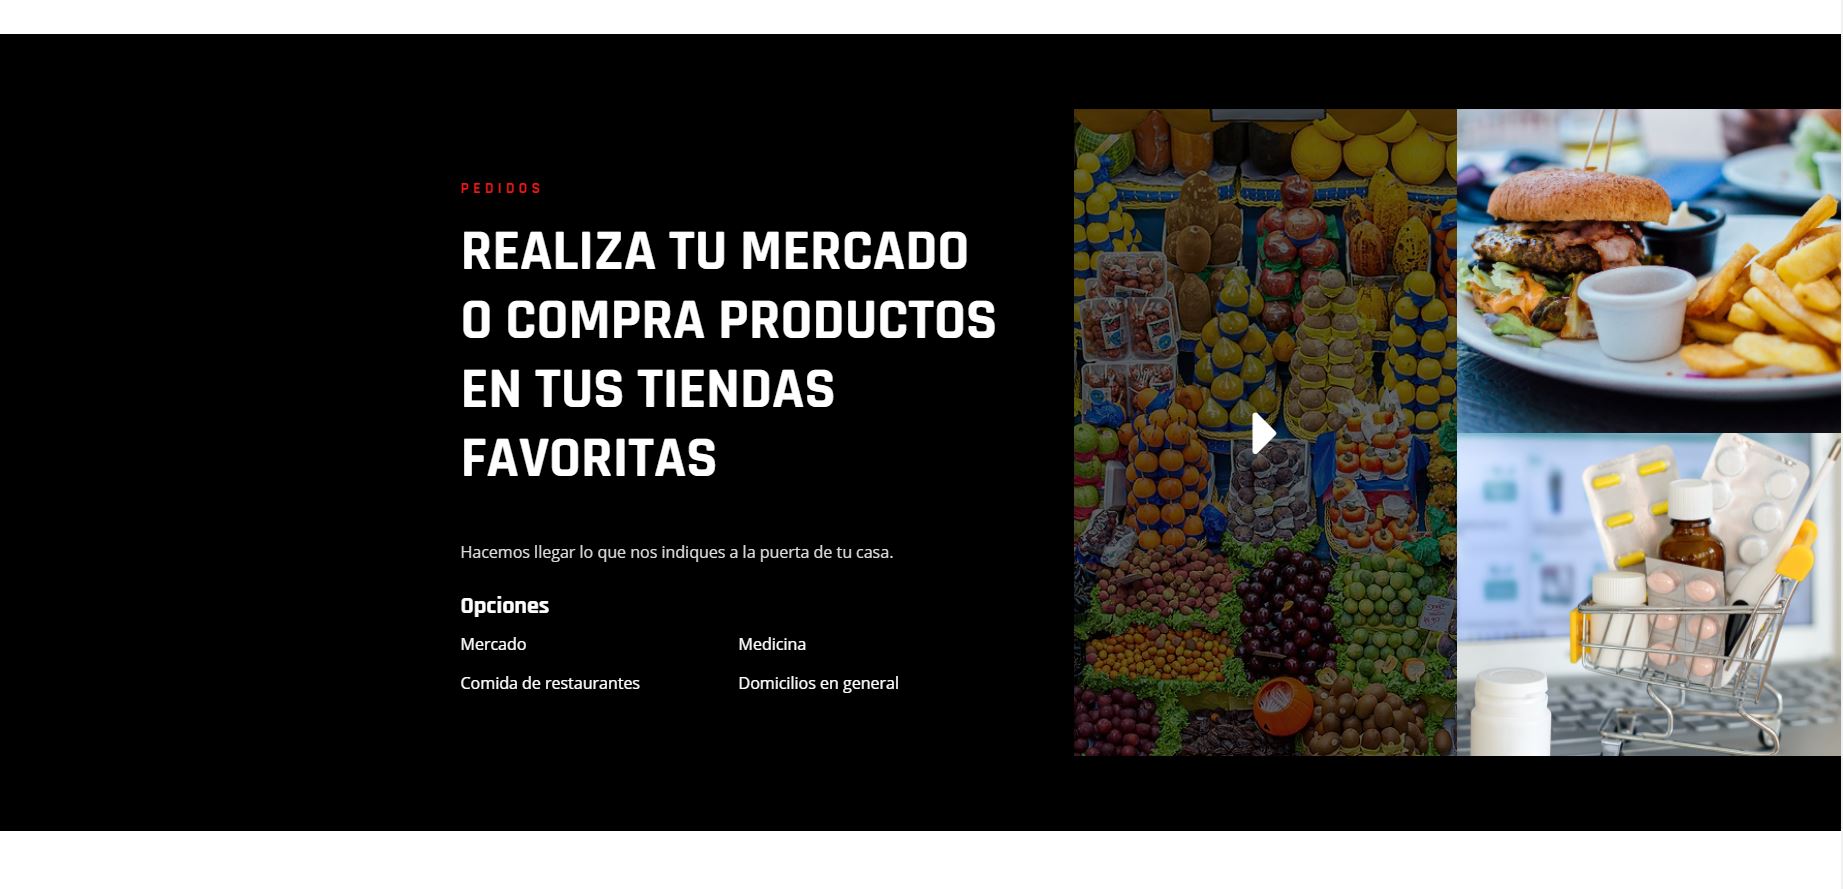 PEDIDOS
REALIZA TU MERCADO
O COMPRA PRODUCTOS
EN TUS TIENDAS
FAVORITAS
Hacemos llegar lo que nos indiques a la puerta de tu casa.
Opciones
Mercado
Medicina
Comida de restaurantes
Domicilios en general